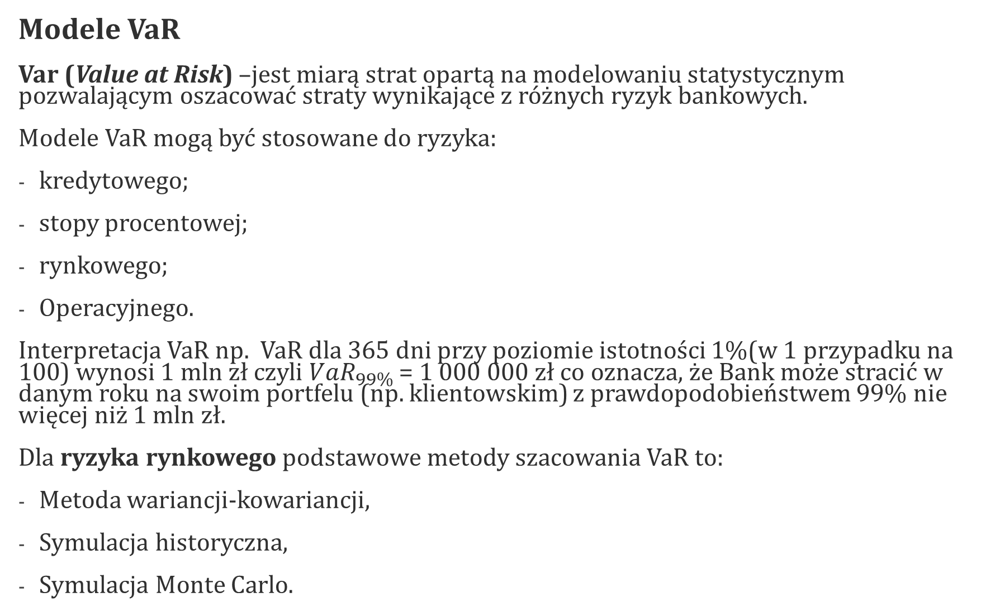 Modele VaR
Var (Value at Risk) –jest miarą strat opartą na modelowaniu statystycznym
pozwalającym oszacować straty wynikające z różnych ryzyk bankowych.
Modele VaR mogą być stosowane do ryzyka:
- kredytowego;
- stopy procentowej;
- rynkowego;
- Operacyjnego.
Interpretacja VaR np.  VaR dla 365 dni przy poziomie istotności 1%(w 1 przypadku na
100) wynosi 1 mln zł czyli VaR99% = 1 000 000 zł co oznacza, że Bank może stracić w
danym roku na swoim portfelu (np. klientowskim) z prawdopodobieństwem 99% nie
więcej niż 1 mln zł.
Dla ryzyka rynkowego podstawowe metody szacowania VaR to:
- Metoda wariancji-kowariancji,
- Symulacja historyczna,
- Symulacja Monte Carlo.